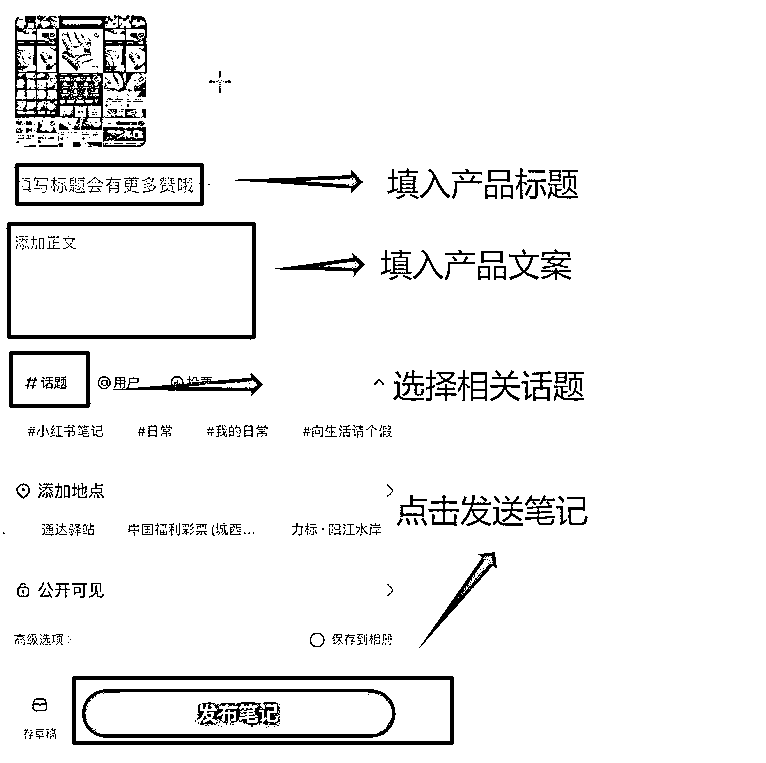 填写标题会有更多赞哦
填入产品标题
添加正文
填入产品文案
# 话题
@用户
投票
选择相关话题
#小红书笔记 #日常 #我的日常 #向生活请个假
添加地点
点击发送笔记
通达驿站 中国福利彩票(城西... 力标·阳江水岸
公开可见
高级选项
保存到相册
存草稿
发布笔记